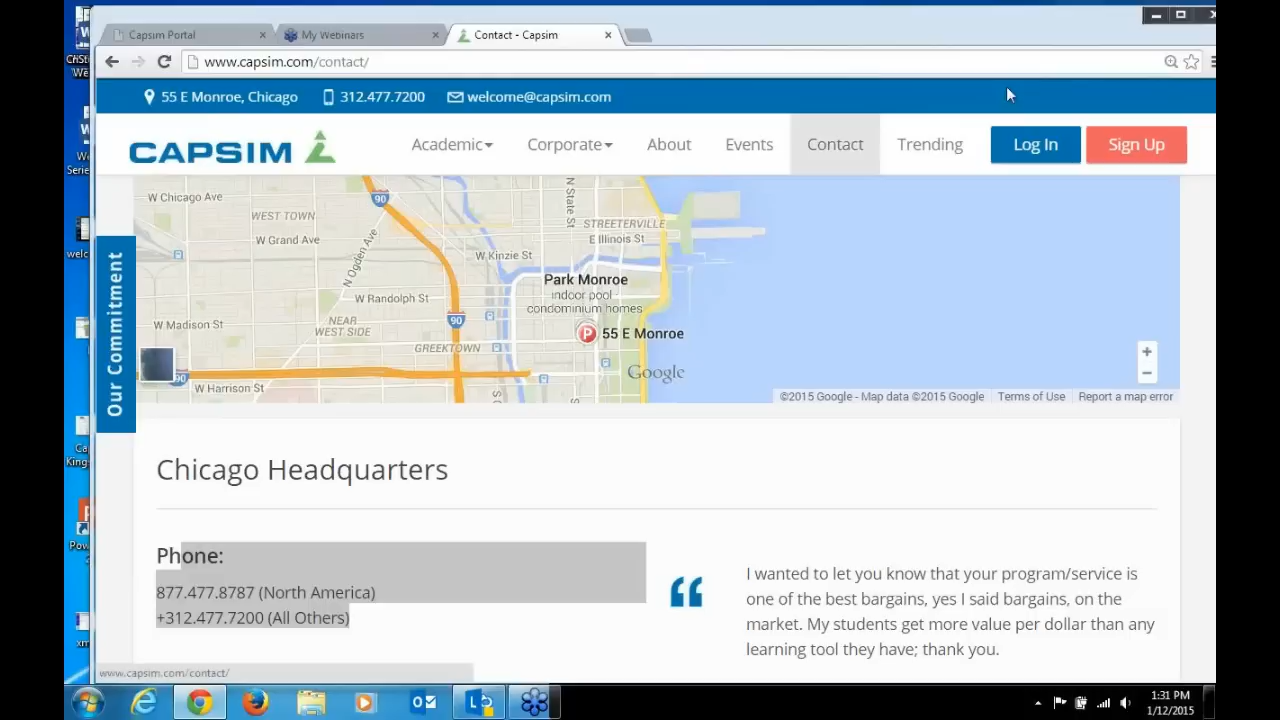 Capsim Portal
My Webinars
Contact - Capsim
www.capsim.com/contact/
55 E Monroe, Chicago
312.477.7200
welcome@capsim.com
CAPSIM
Academic
Corporate
About
Events
Contact
Trending
Log In
Sign Up
Our Commitment
W Chicago Ave
WEST TOWN
W Grand Ave
N Ogden Ave
N State St
STREETERVILLE
E Illinois St
W Kinzie St
90
Park Monroe
indoor pool -
condominium homes
W Randolph St
W Madison St
NEAR
WEST SIDE
90
P
55 E Monroe
GREEKTOWN
90
W Harrison St
Google
+
−
©2015 Google - Map data ©2015 Google
Terms of Use
Report a map error
Chicago Headquarters
Phone:
877.477.8787 (North America)
+312.477.7200 (All Others)
I wanted to let you know that your program/service is
one of the best bargains, yes I said bargains, on the
market. My students get more value per dollar than any
learning tool they have; thank you.
www.capsim.com/contact/
1:31 PM
1/12/2015